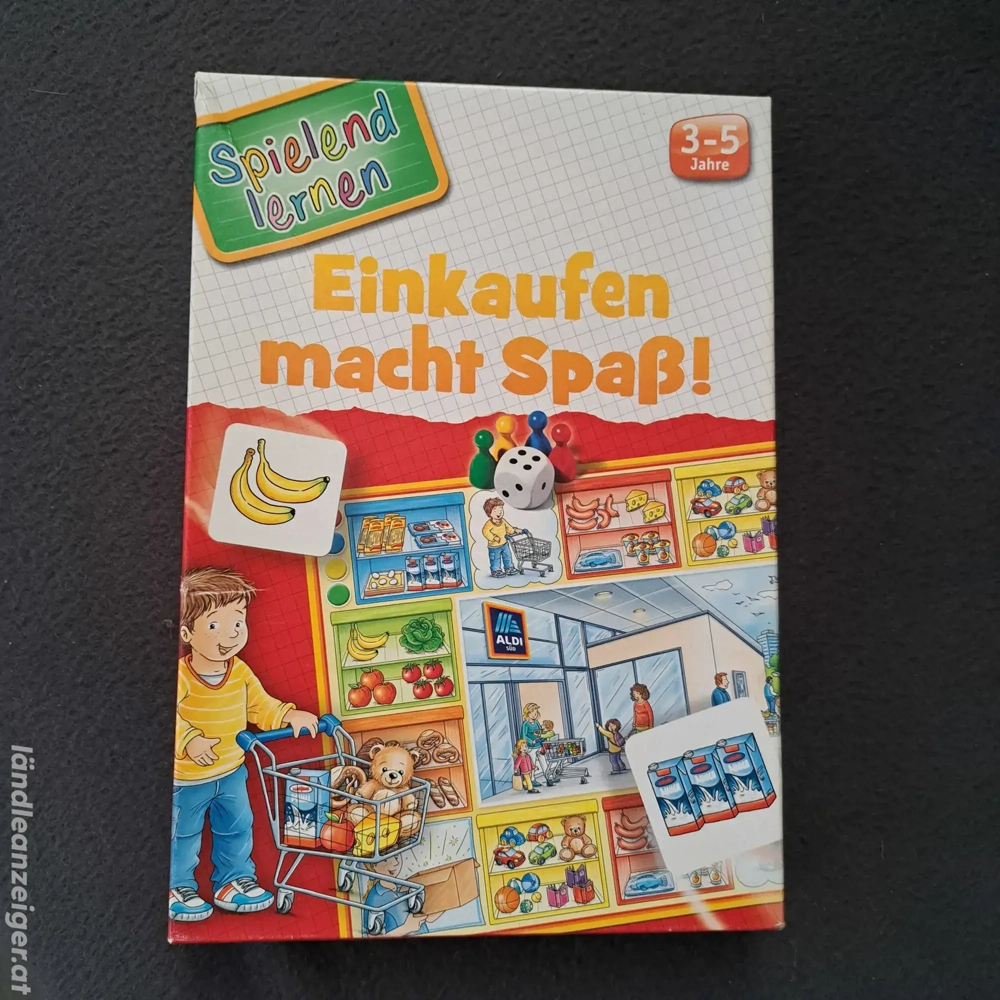 Spielend
lernen
3-5
Jahre
Einkaufen
macht Spaß!
ALDI
SÜD
ländleanzeiger.at